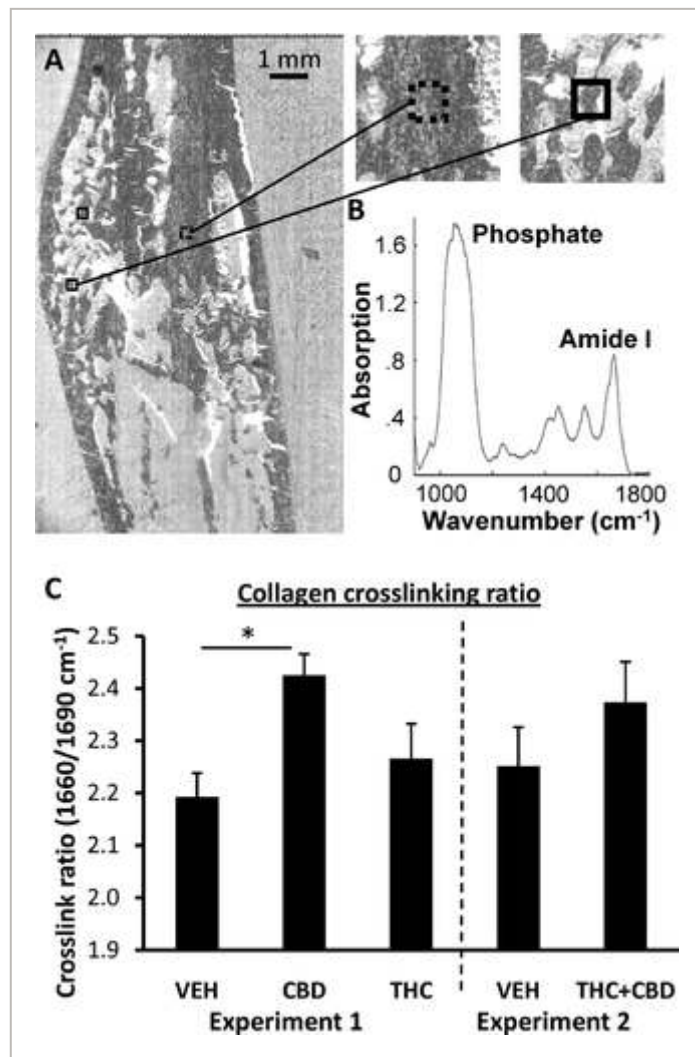 A
1 mm
B
Phosphate
Amide I
Absorption
1.6
1.2
.4
0
1000
1400
1800
Wavenumber (cm⁻¹)
C
Collagen crosslinking ratio
*
Crosslink ratio (1660/1690 cm⁻¹)
2.5
2.4
2.3
2.2
2.1
2.0
1.9
VEH CBD THC VEH THC+CBD
Experiment 1 Experiment 2